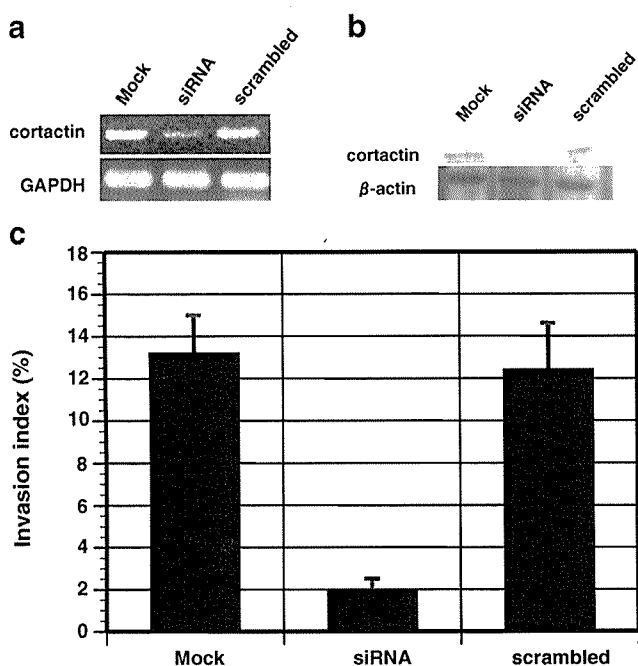 a
Mock siRNA scrambled
cortactin
GAPDH
b
Mock siRNA scrambled
cortactin
β-actin
c
Invasion index (%)
18
16
14
12
10
8
6
4
2
0
Mock siRNA scrambled